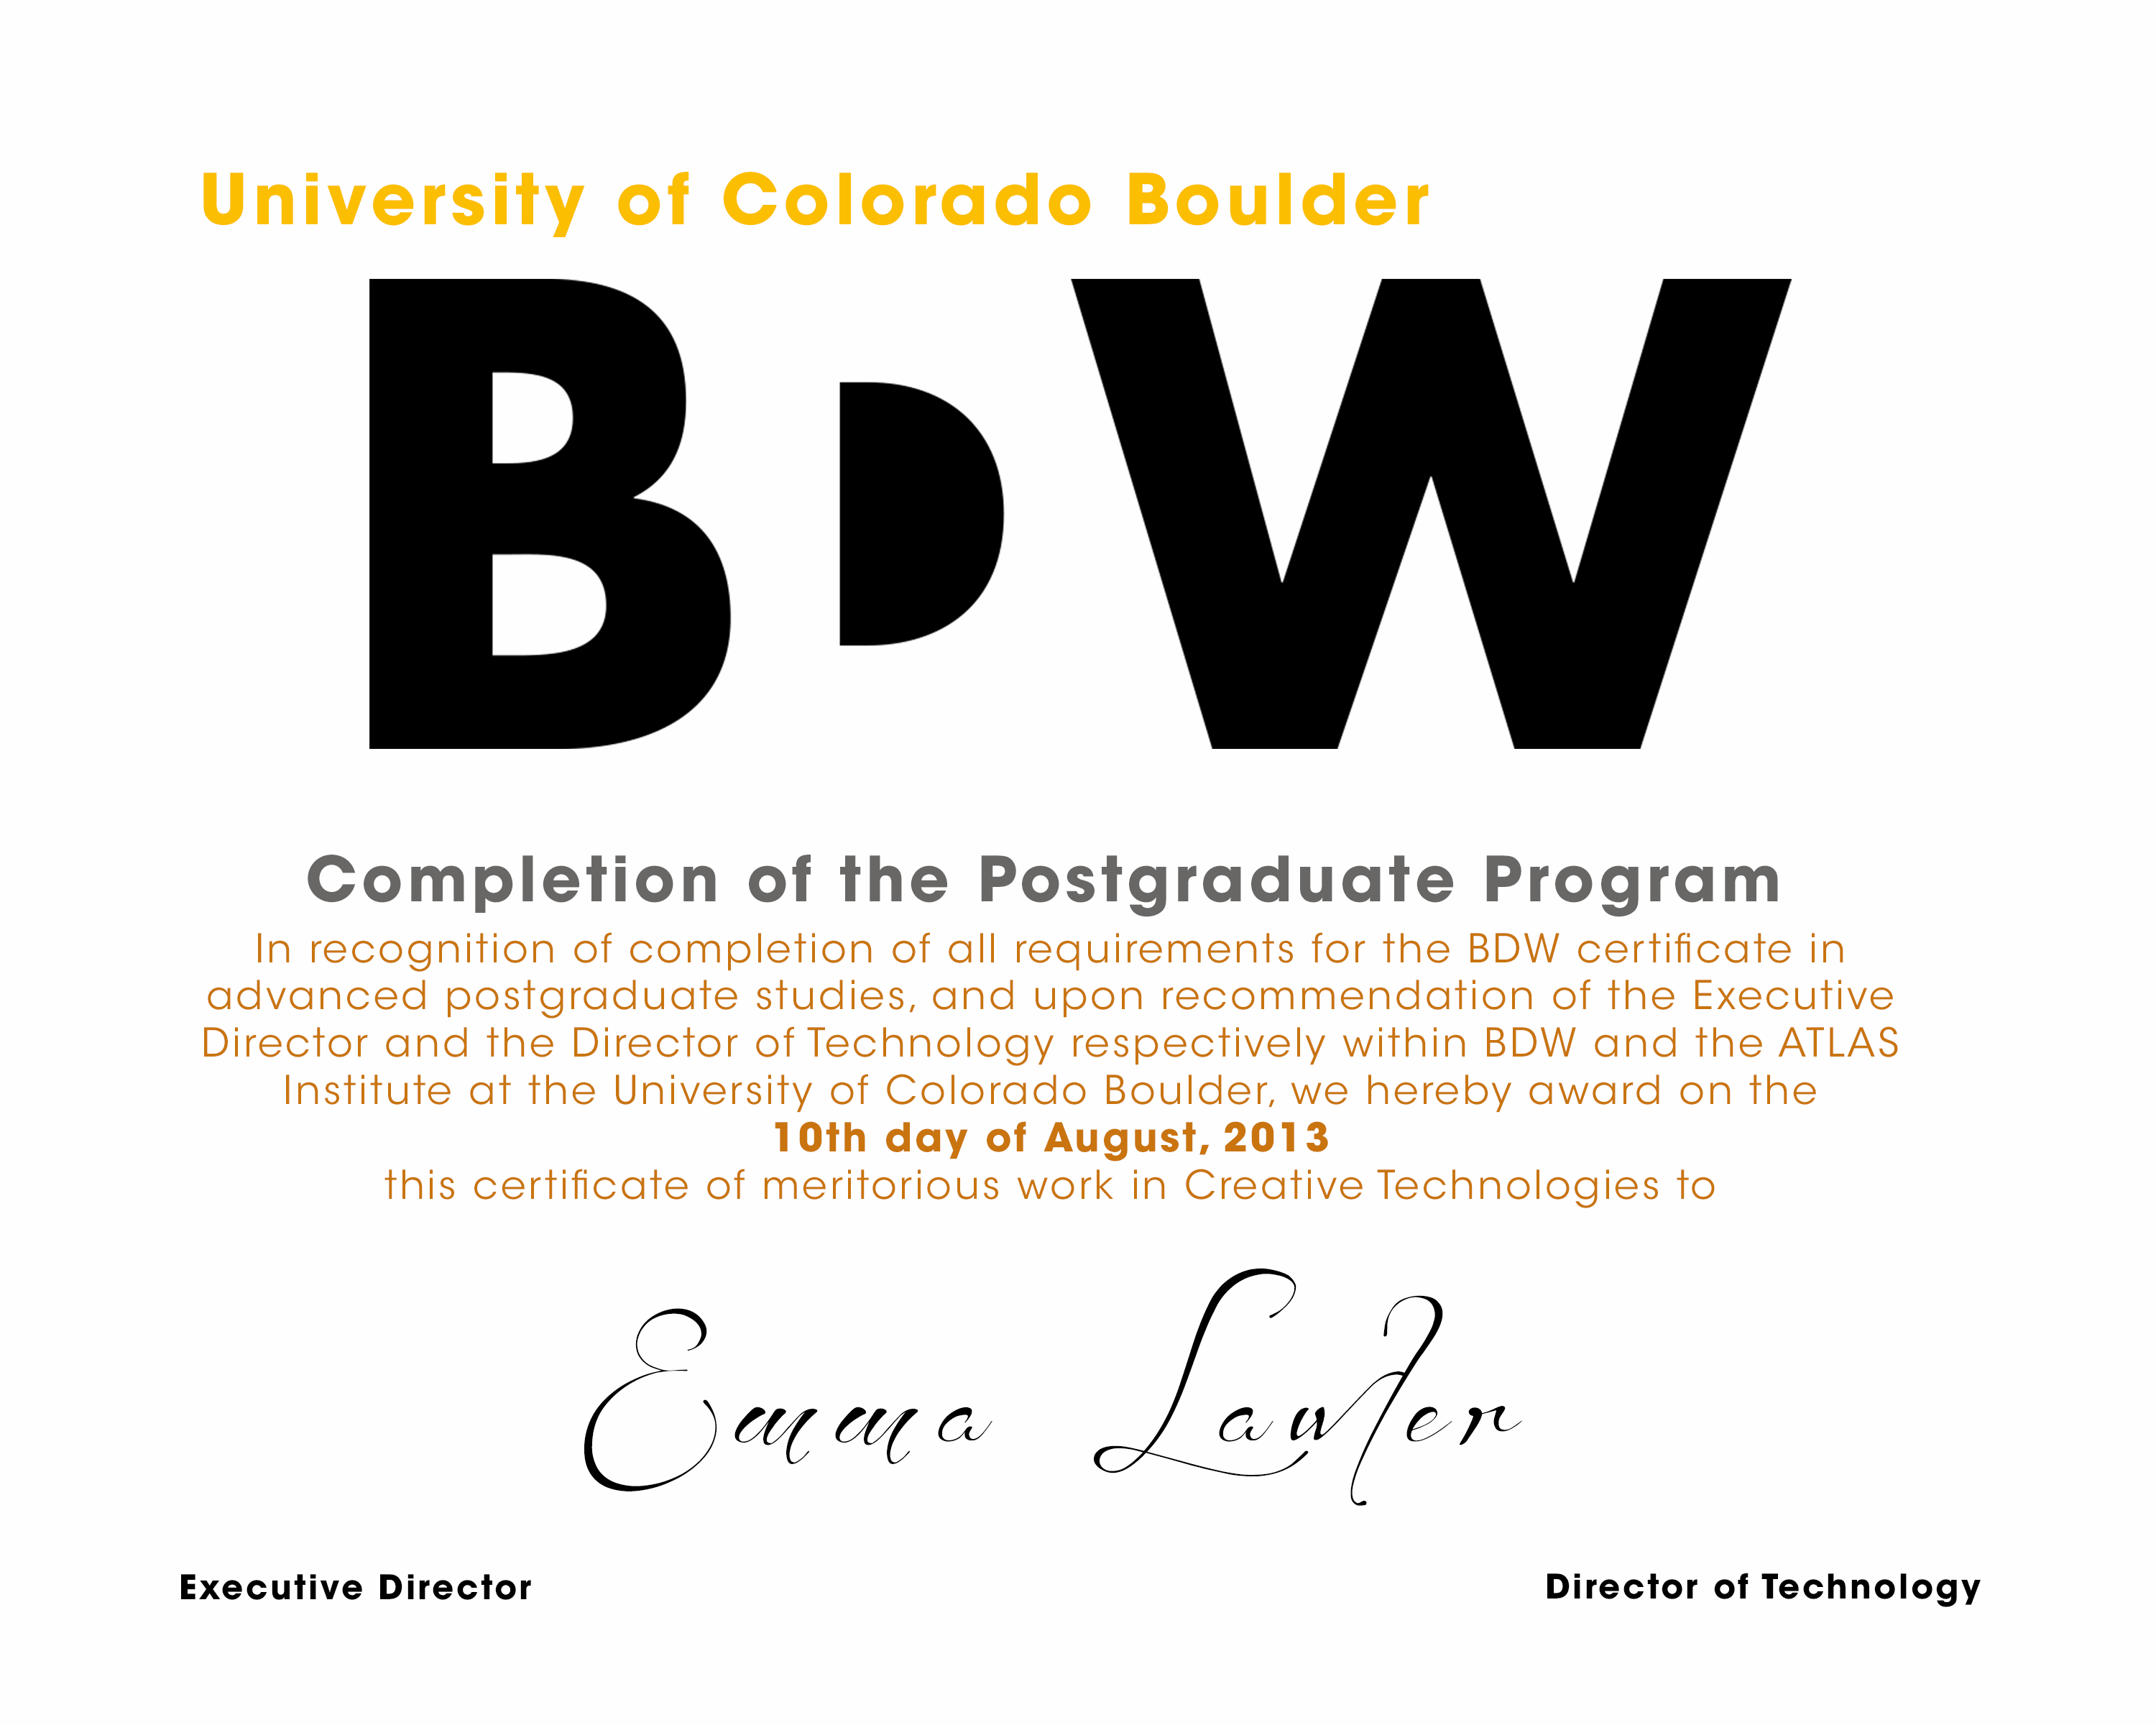 University of Colorado Boulder
BDW
Completion of the Postgraduate Program
In recognition of completion of all requirements for the BDW certificate in
advanced postgraduate studies, and upon recommendation of the Executive
Director and the Director of Technology respectively within BDW and the ATLAS
Institute at the University of Colorado Boulder, we hereby award on the
10th day of August, 2013
this certificate of meritorious work in Creative Technologies to
Emma Lawler
Executive Director
Director of Technology